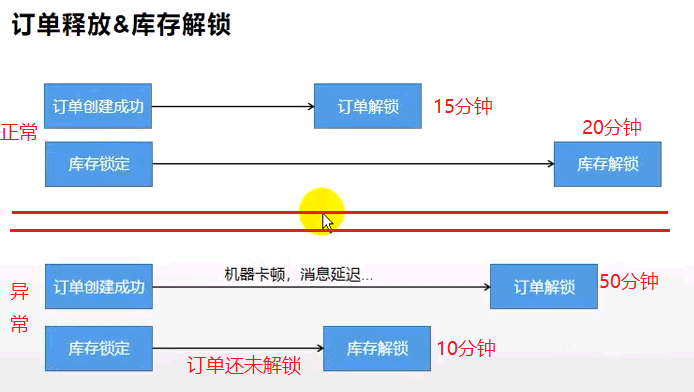 订单释放&库存解锁
订单创建成功
订单解锁
15分钟
正常
20分钟
库存锁定
库存解锁
机器卡顿，消息延迟...
异常
订单创建成功
订单解锁
50分钟
库存锁定
订单还未解锁
库存解锁
10分钟